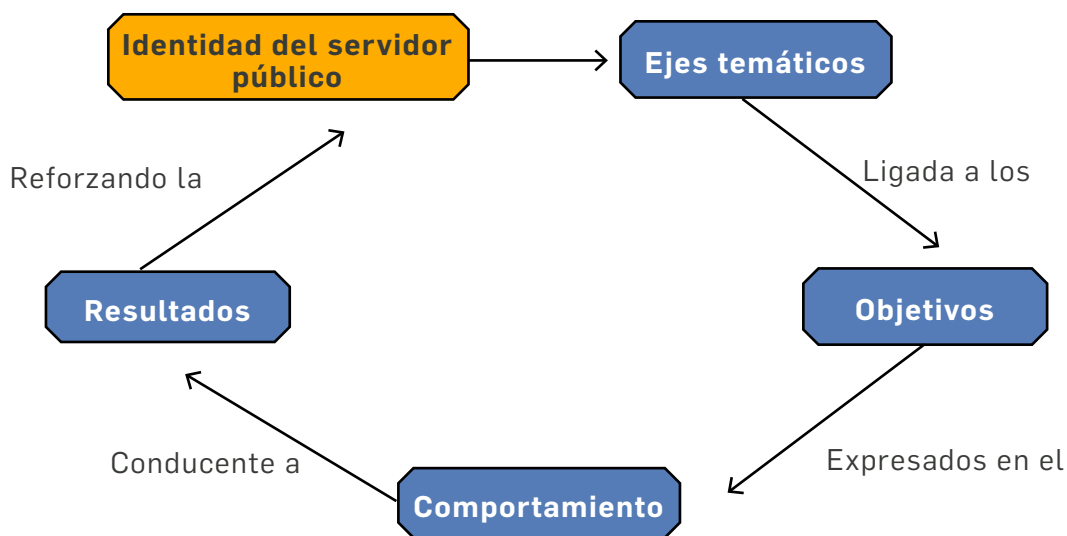 Identidad del servidor
público
Ejes temáticos
Reforzando la
Ligada a los
Resultados
Objetivos
Conducente a
Expresados en el
Comportamiento